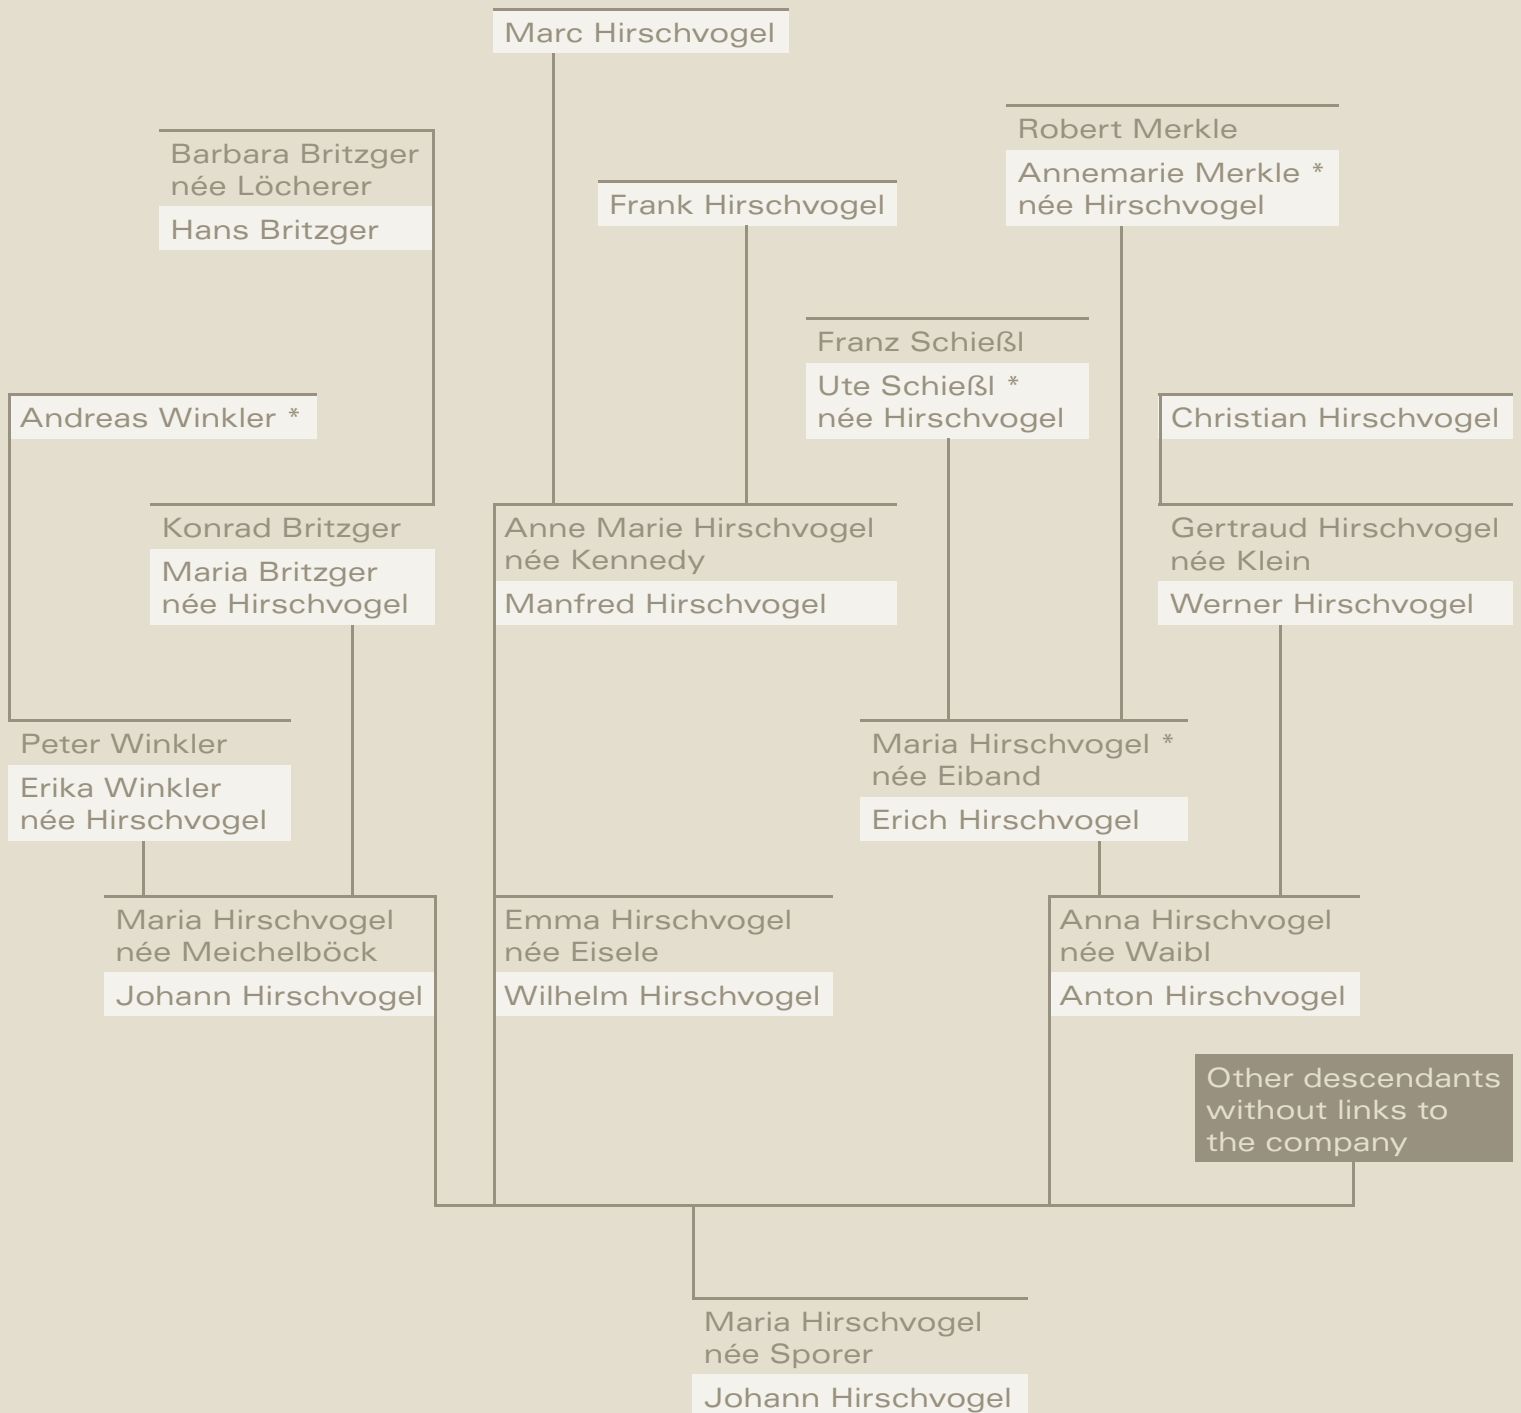 Marc Hirschvogel
Robert Merkle
Annemarie Merkle *
née Hirschvogel
Barbara Britzger
née Löcherer
Hans Britzger
Frank Hirschvogel
Franz Schießl
Ute Schießl *
née Hirschvogel
Andreas Winkler *
Christian Hirschvogel
Konrad Britzger
Maria Britzger
née Hirschvogel
Anne Marie Hirschvogel
née Kennedy
Manfred Hirschvogel
Gertraud Hirschvogel
née Klein
Werner Hirschvogel
Peter Winkler
Erika Winkler
née Hirschvogel
Maria Hirschvogel *
née Eiband
Erich Hirschvogel
Maria Hirschvogel
née Meichelböck
Johann Hirschvogel
Emma Hirschvogel
née Eisele
Wilhelm Hirschvogel
Anna Hirschvogel
née Waibl
Anton Hirschvogel
Other descendants
without links to
the company
Maria Hirschvogel
née Sporer
Johann Hirschvogel